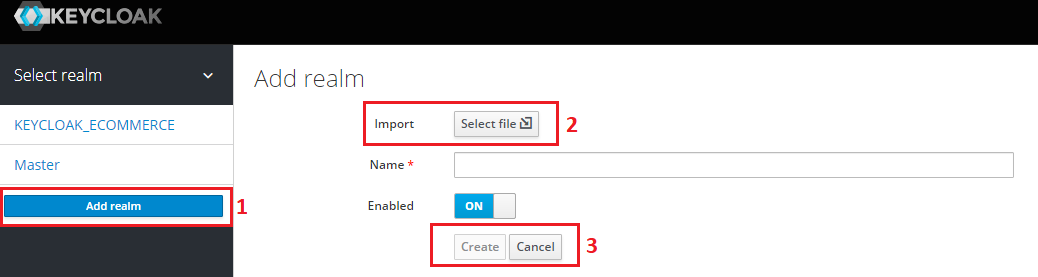 KEYCLOAK
Select realm
KEYCLOAK_ECOMMERCE
Master
Add realm
1
Add realm
Import
Select file
2
Name *
Enabled
ON
Create
Cancel
3